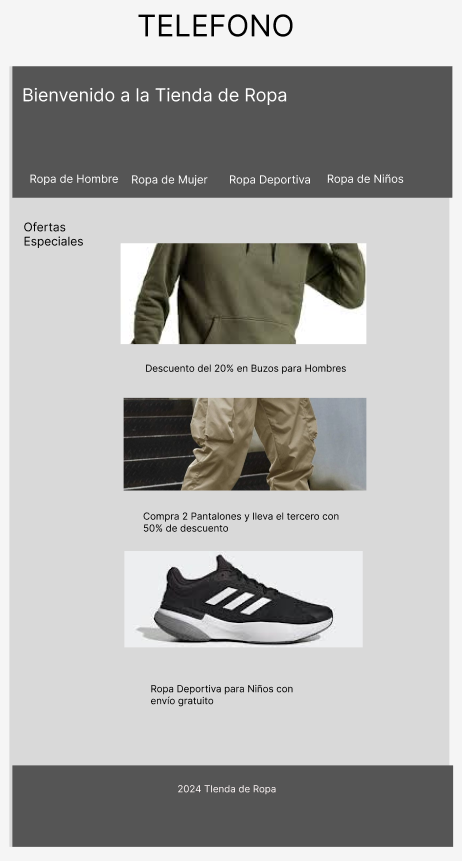 TELEFONO
Bienvenido a la Tienda de Ropa
Ropa de Hombre Ropa de Mujer Ropa Deportiva Ropa de Niños
Ofertas
Especiales
Descuento del 20% en Buzos para Hombres
Compra 2 Pantalones y lleva el tercero con
50% de descuento
Ropa Deportiva para Niños con
envío gratuito
2024 TIenda de Ropa